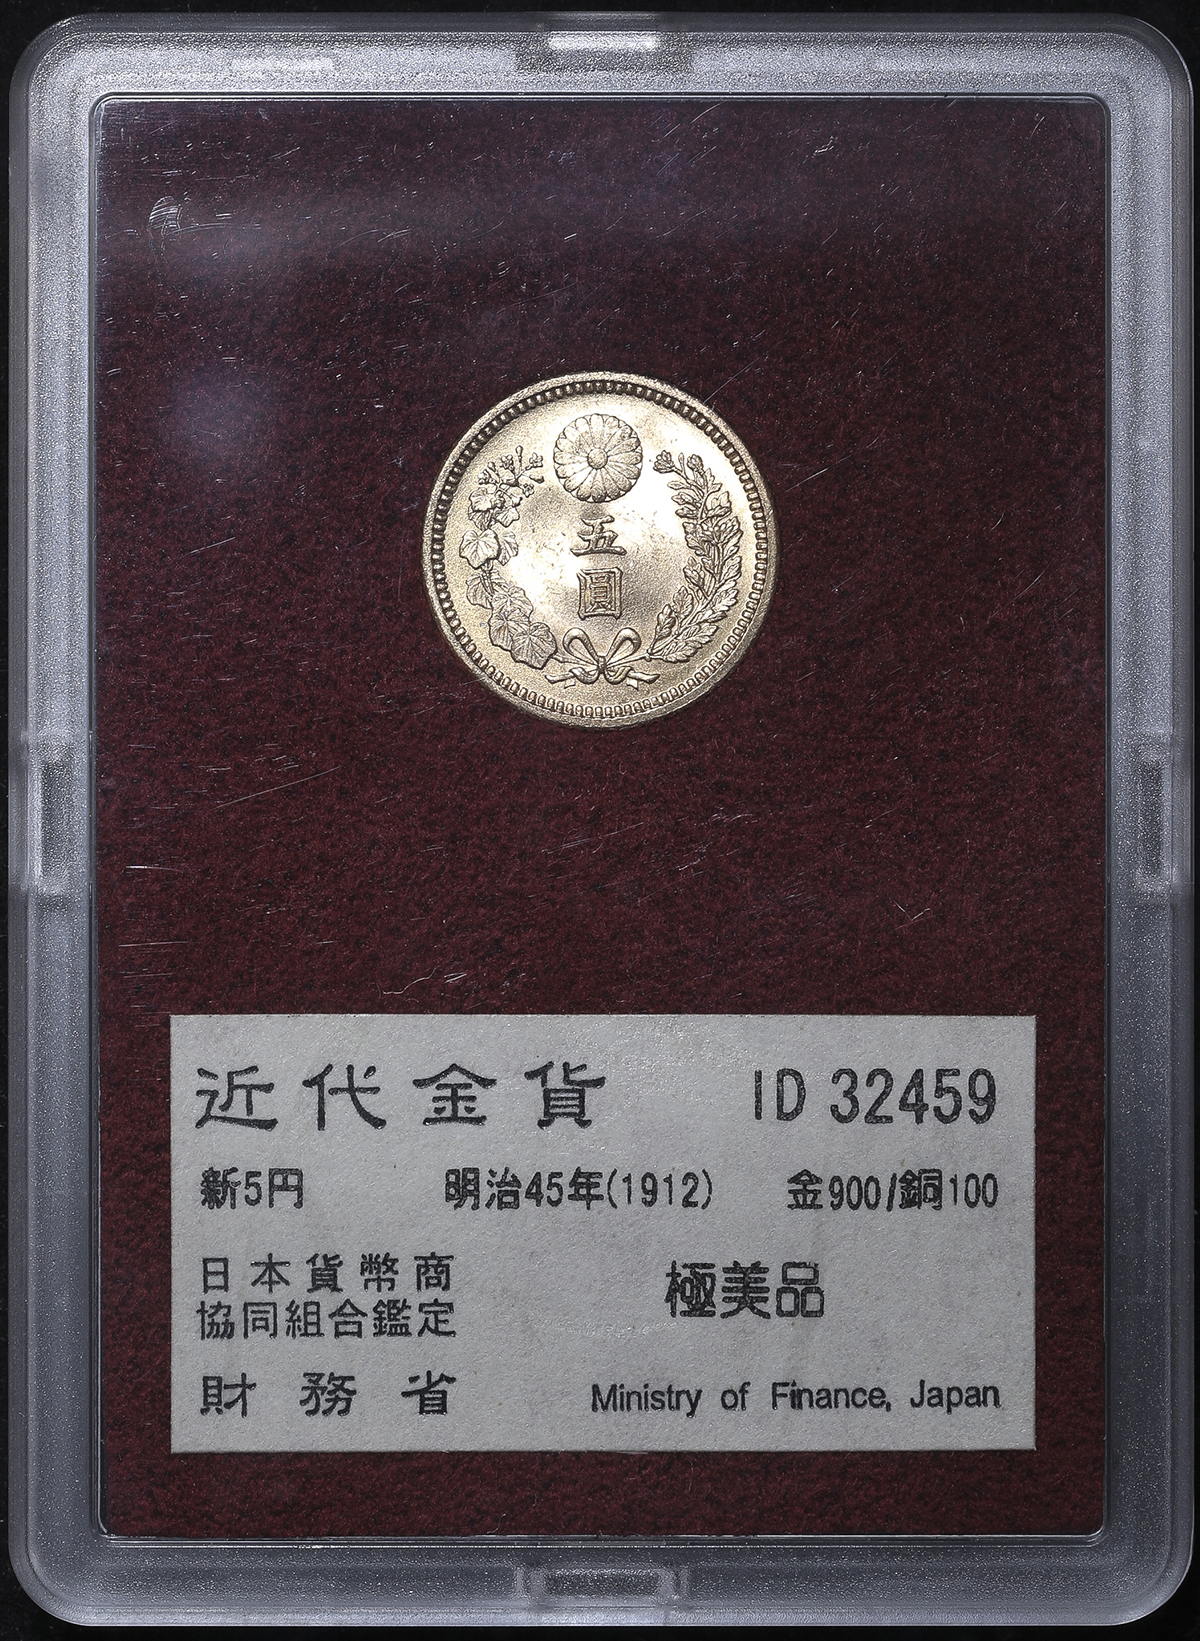 五
圓
近代金貨 ID 32459
新5円 明治45年(1912) 金900/銅100
日本貨幣商
協同組合鑑定
極美品
財務省 Ministry of Finance, Japan